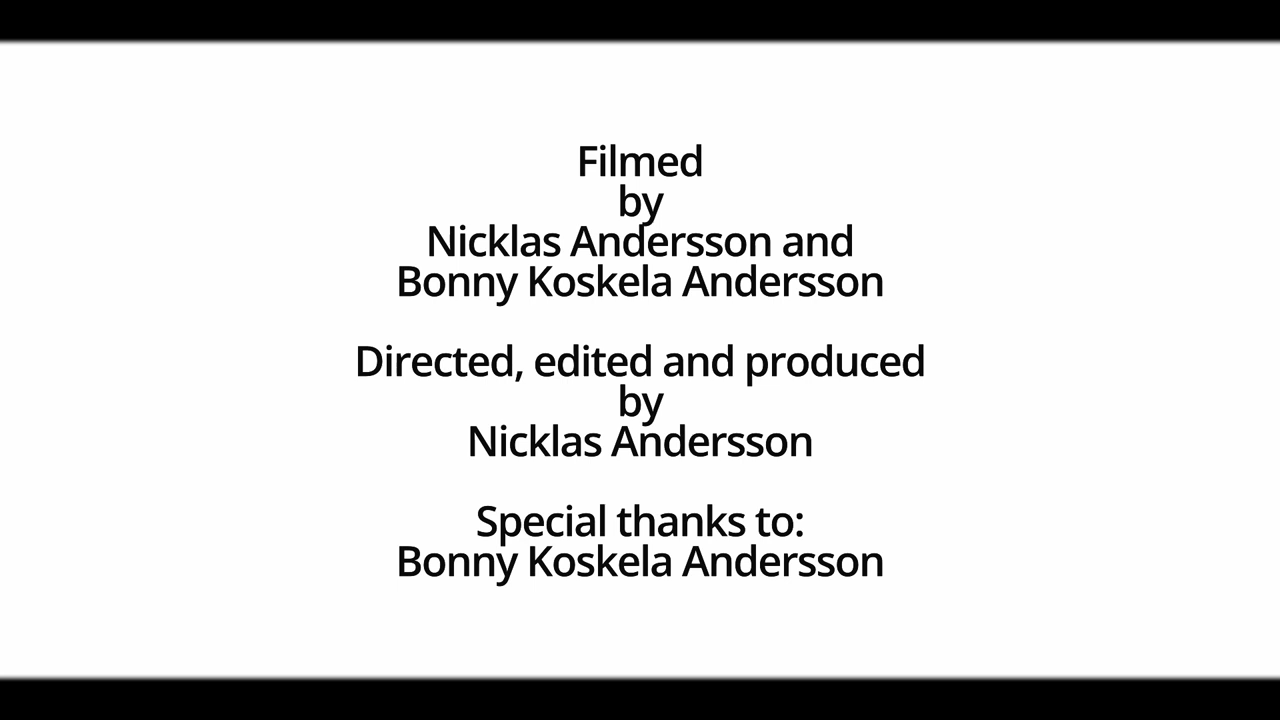 Filmed
by
Nicklas Andersson and
Bonny Koskela Andersson
Directed, edited and produced
by
Nicklas Andersson
Special thanks to:
Bonny Koskela Andersson